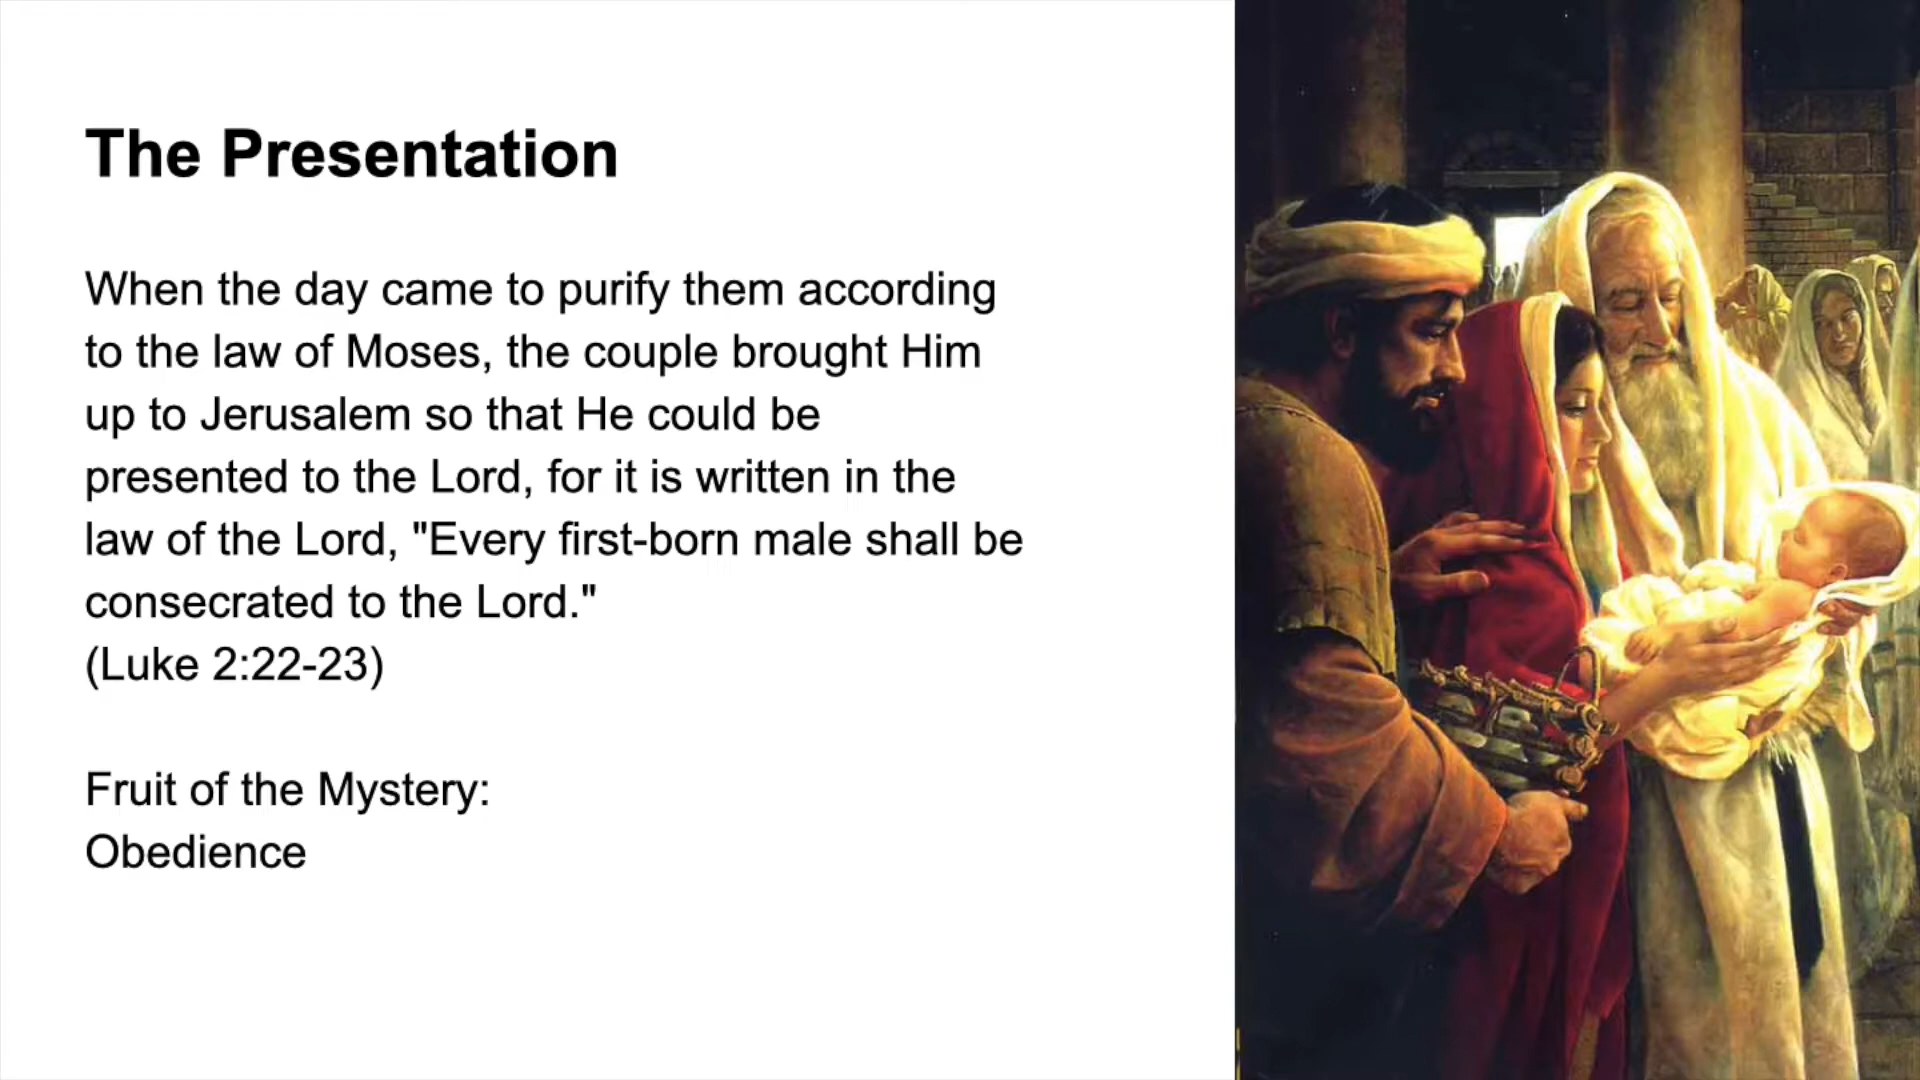 The Presentation
When the day came to purify them according
to the law of Moses, the couple brought Him
up to Jerusalem so that He could be
presented to the Lord, for it is written in the
law of the Lord, "Every first-born male shall be
consecrated to the Lord."
(Luke 2:22-23)
Fruit of the Mystery:
Obedience